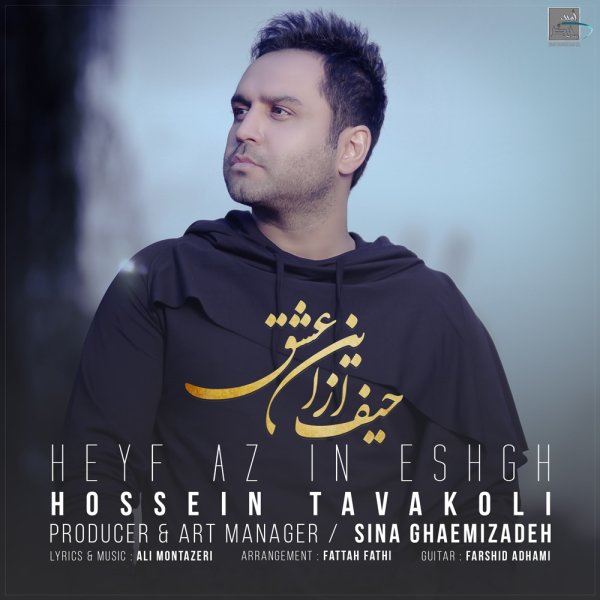 حیف از این عشق
HEYF AZ IN ESHGH
HOSSEIN TAVAKOLI
PRODUCER & ART MANAGER / SINA GHAEMIZADEH
LYRICS & MUSIC : ALI MONTAZERI ARRANGEMENT : FATTAH FATHI GUITAR : FARSHID ADHAMI